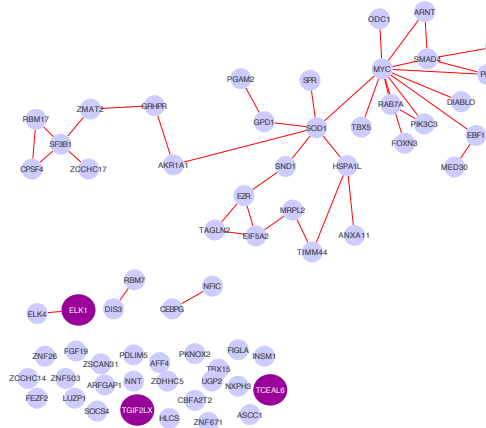 ARNT
ODC1
SMAD4
MYC
PGAM2
SPR
DIABLO
RAB7A
ZMAT2
GRHPR
RBM17
GPD1
SOD1
TBX5
PIK3C3
EBF1
FOXN3
SF3B1
CPSF4
ZCCHC17
AKR1A1
SND1
HSPA1L
MED30
EZR
MRPL2
TAGLN2
EIF5A2
ANXA11
TIMM44
RBM7
NFIC
ELK4
ELK1
DIS3
CEBPG
ZNF26
FGF19
ZSCAN31
PDLIM5
AFF4
PKNOX2
FIGLA
INSM1
TBX15
ZCCHC14
ZNF503
ARFGAP1
NNT
ZDHHC5
UGP2
NXPH3
TCEAL6
FEZF2
LUZP1
SOCS4
TGIF2LX
HLCS
CBFA2T2
ZNF671
ASCC1